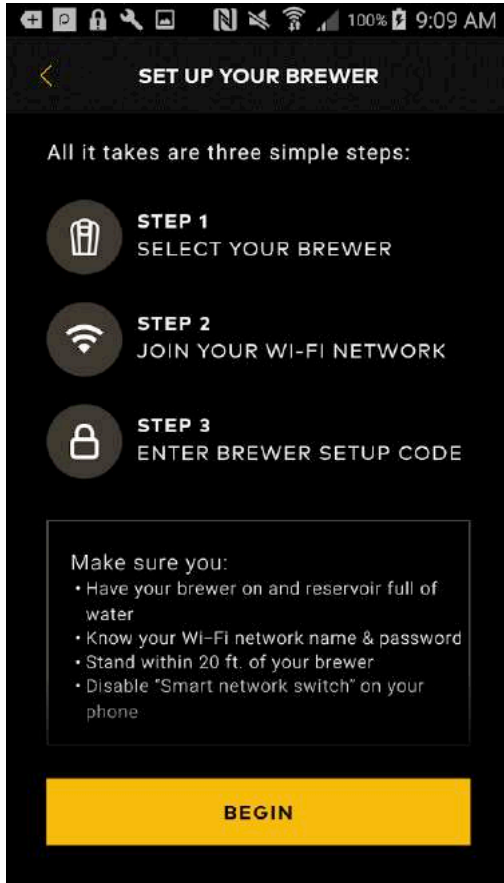 100% 9:09 AM
SET UP YOUR BREWER
All it takes are three simple steps:
STEP 1
SELECT YOUR BREWER
STEP 2
JOIN YOUR WI-FI NETWORK
STEP 3
ENTER BREWER SETUP CODE
Make sure you:
• Have your brewer on and reservoir full of
water
• Know your Wi-Fi network name & password
• Stand within 20 ft. of your brewer
• Disable "Smart network switch" on your
phone
BEGIN